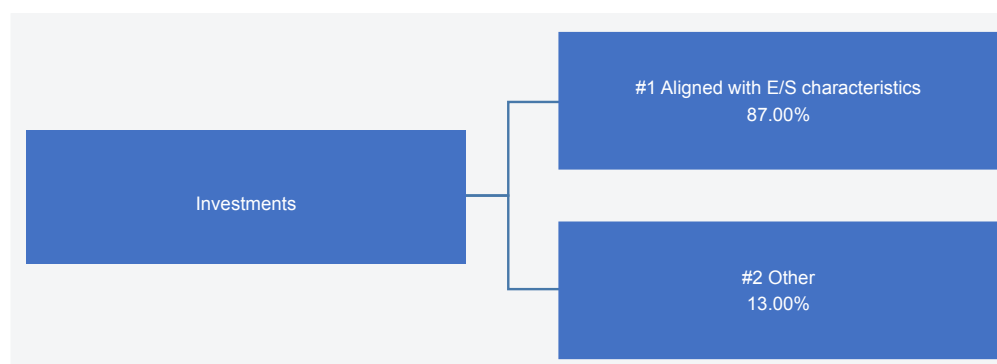 Investments
#1 Aligned with E/S characteristics
87.00%
#2 Other
13.00%